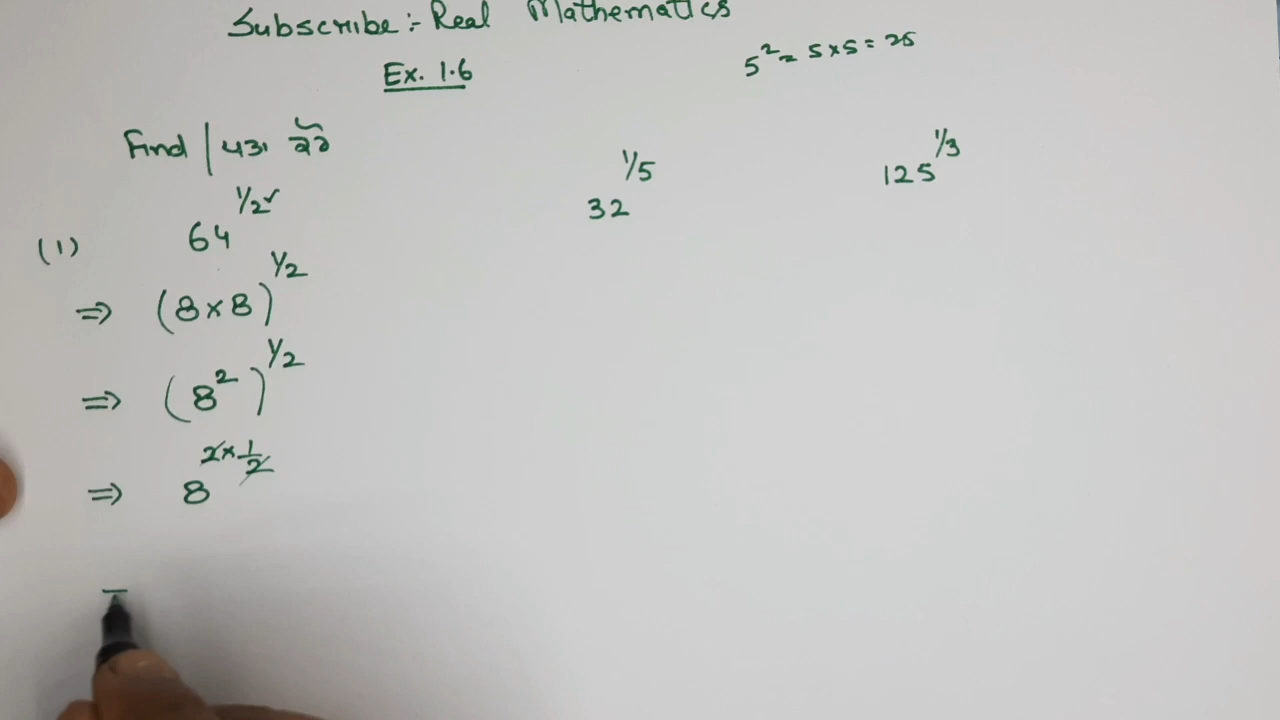 Subscribe:- Real Mathematics
Ex. 1.6
5² = 5×5 = 25
Find |
64^1/2 ✓
32^1/5
125^1/3
(1)
⇒ (8×8)^1/2
⇒ (8²)^1/2
⇒ 8^2×1/2